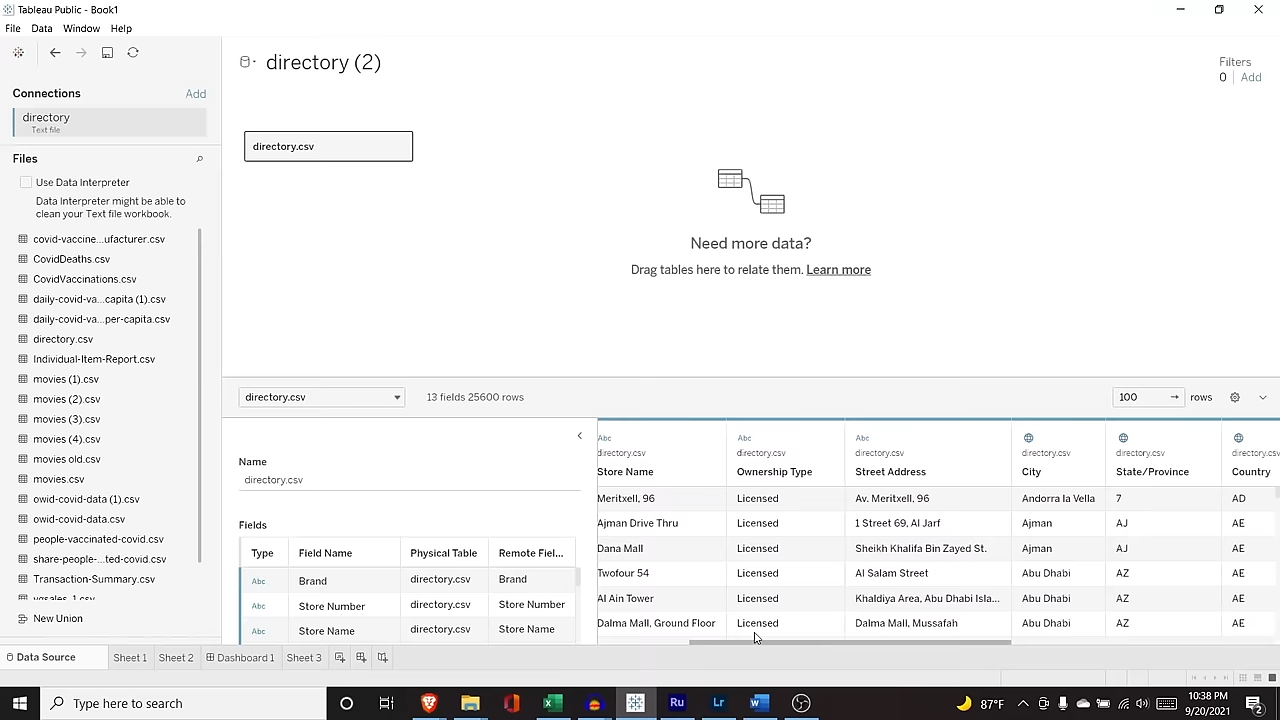 Tableau Public - Book1
File Data Window Help
directory (2)
Filters
0 Add
Connections
Add
directory
Text file
Files
Use Data Interpreter
Data Interpreter might be able to
clean your Text file workbook.
covid-vaccine...ufacturer.csv
CovidDeaths.csv
CovidVaccinations.csv
daily-covid-va...capita (1).csv
daily-covid-va...per-capita.csv
directory.csv
Individual-Item-Report.csv
movies (1).csv
movies (2).csv
movies (3).csv
movies (4).csv
movies old.csv
movies.csv
owid-covid-data (1).csv
owid-covid-data.csv
people-vaccinated-covid.csv
share-people-...ted-covid.csv
Transaction-Summary.csv
New Union
directory.csv
Need more data?
Drag tables here to relate them. Learn more
directory.csv
13 fields 25600 rows
100 → rows
Name
directory.csv
Fields
Type Field Name Physical Table Remote Fiel...
Abc Brand directory.csv Brand
Abc Store Number directory.csv Store Number
Abc Store Name directory.csv Store Name
Abc Abc Abc
directory.csv directory.csv directory.csv directory.csv directory.csv directory.csv
Store Name Ownership Type Street Address City State/Province Country
Meritxell, 96 Licensed Av. Meritxell, 96 Andorra la Vella 7 AD
Ajman Drive Thru Licensed 1 Street 69, Al Jarf Ajman AJ AE
Dana Mall Licensed Sheikh Khalifa Bin Zayed St. Ajman AJ AE
Twofour 54 Licensed Al Salam Street Abu Dhabi AZ AE
Al Ain Tower Licensed Khaldiya Area, Abu Dhabi Isla... Abu Dhabi AZ AE
Dalma Mall, Ground Floor Licensed Dalma Mall, Mussafah Abu Dhabi AZ AE
Data Source Sheet 1 Sheet 2 Dashboard 1 Sheet 3
Type here to search
Ru
Lr
87°F
10:38 PM
9/20/2021
2